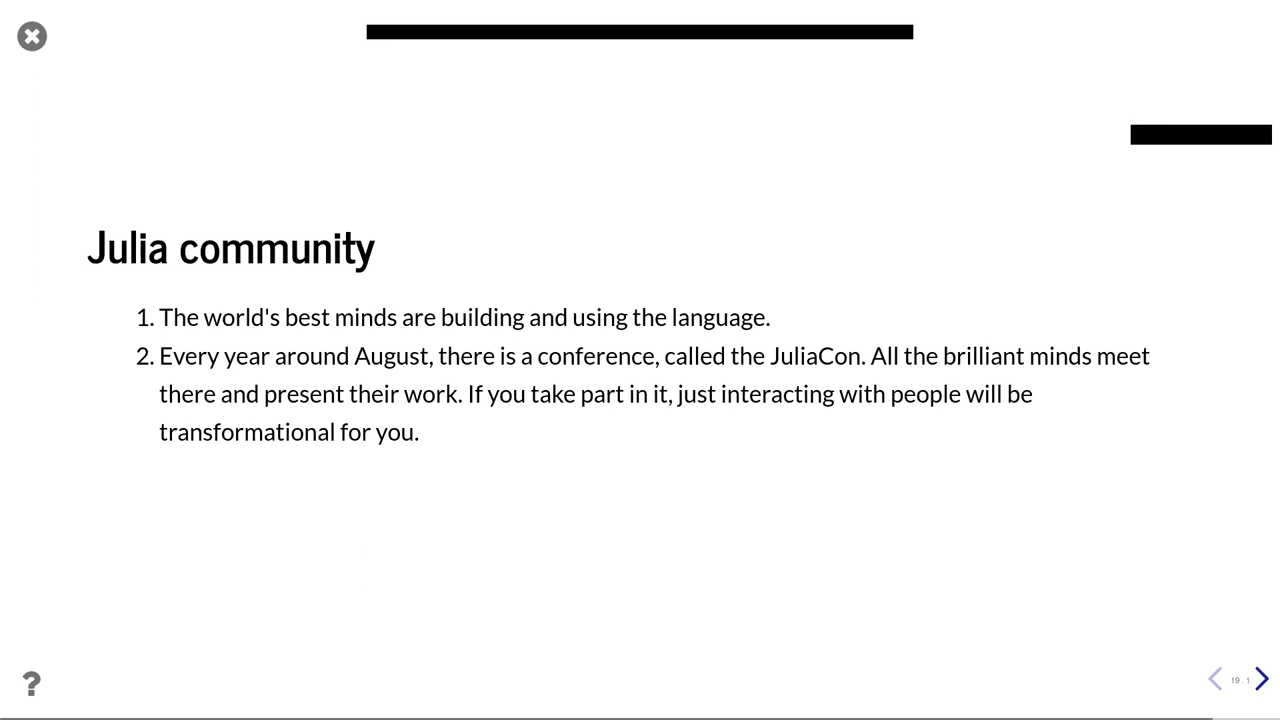 Julia community
1. The world's best minds are building and using the language.
2. Every year around August, there is a conference, called the JuliaCon. All the brilliant minds meet
there and present their work. If you take part in it, just interacting with people will be
transformational for you.
?
19 . 1